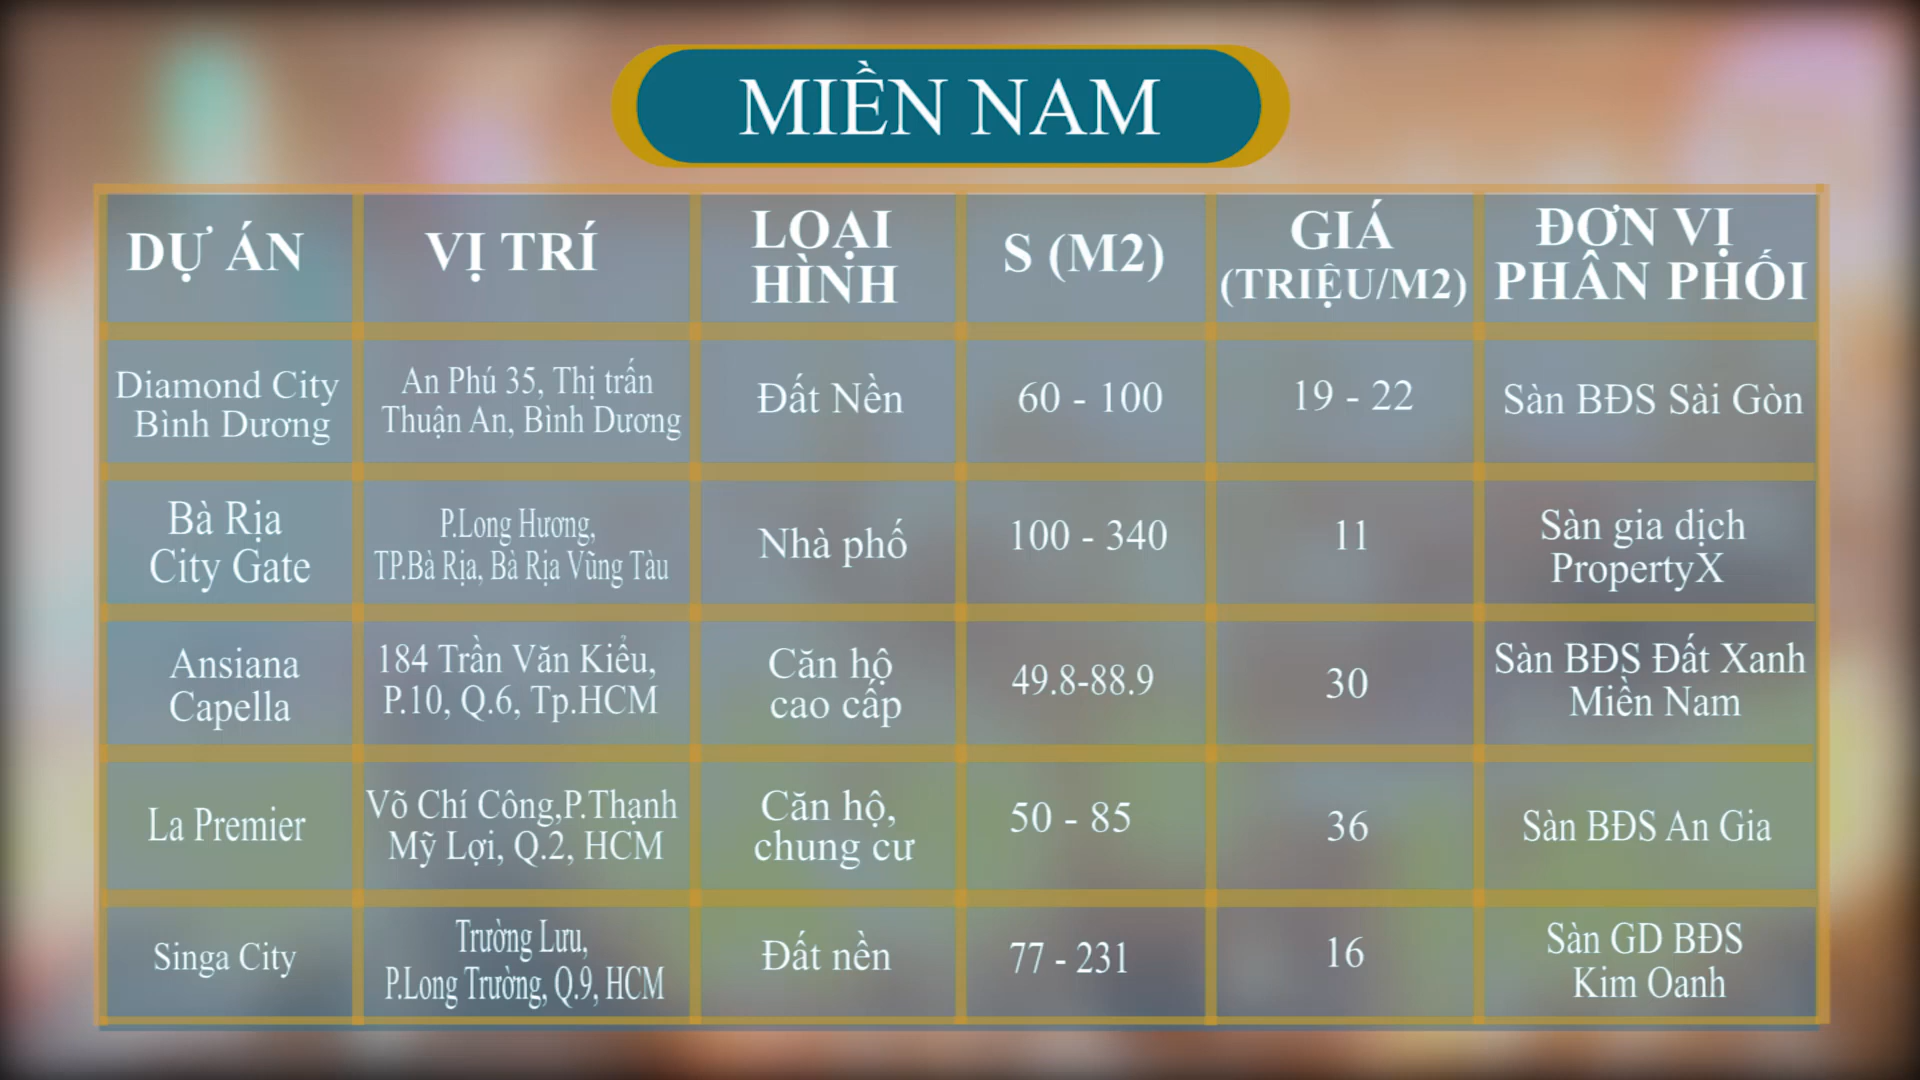 MIỀN NAM
DỰ ÁN
VỊ TRÍ
LOẠI
HÌNH
S (M2)
GIÁ
(TRIỆU/M2)
ĐƠN VỊ
PHÂN PHỐI
Diamond City
Bình Dương
An Phú 35, Thị trấn
Thuận An, Bình Dương
Đất Nền
60 - 100
19 - 22
Sàn BĐS Sài Gòn
Bà Rịa
City Gate
P.Long Hương,
TP.Bà Rịa, Bà Rịa Vũng Tàu
Nhà phố
100 - 340
11
Sàn gia dịch
PropertyX
Ansiana
Capella
184 Trần Văn Kiểu,
P.10, Q.6, Tp.HCM
Căn hộ
cao cấp
49.8-88.9
30
Sàn BĐS Đất Xanh
Miền Nam
La Premier
Võ Chí Công,P.Thạnh
Mỹ Lợi, Q.2, HCM
Căn hộ,
chung cư
50 - 85
36
Sàn BĐS An Gia
Singa City
Trường Lưu,
P.Long Trường, Q.9, HCM
Đất nền
77 - 231
16
Sàn GD BĐS
Kim Oanh